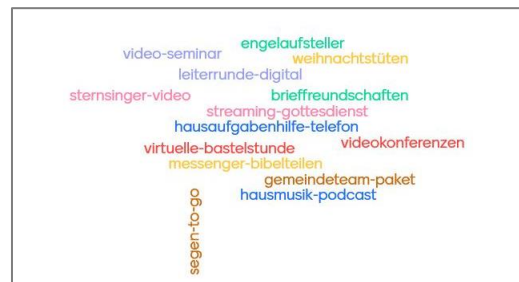 engelaufsteller
video-seminar
weihnachtstüten
leiterrunde-digital
sternsinger-video
brieffreundschaften
streaming-gottesdienst
hausaufgabenhilfe-telefon
videokonferenzen
virtuelle-bastelstunde
messenger-bibelteilen
gemeindeteam-paket
hausmusik-podcast
segen-to-go